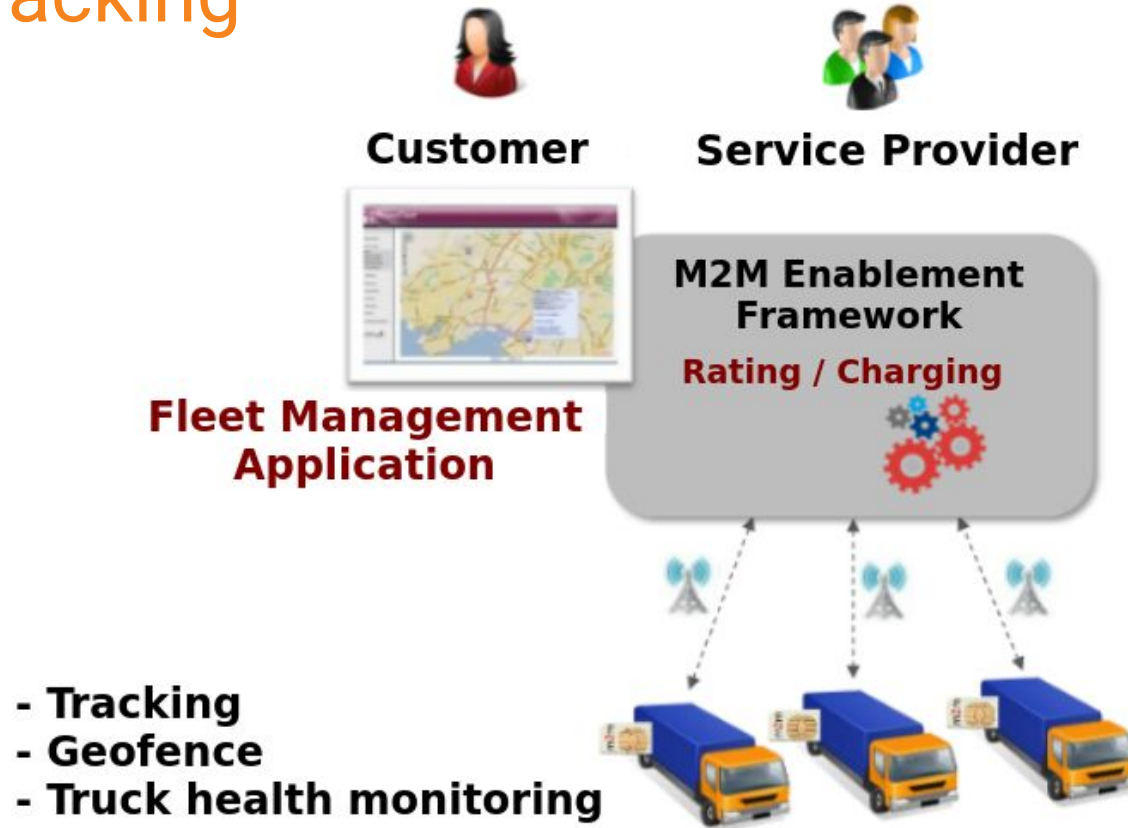 acking
Customer
Service Provider
M2M Enablement
Framework
Rating / Charging
Fleet Management
Application
- Tracking
- Geofence
- Truck health monitoring